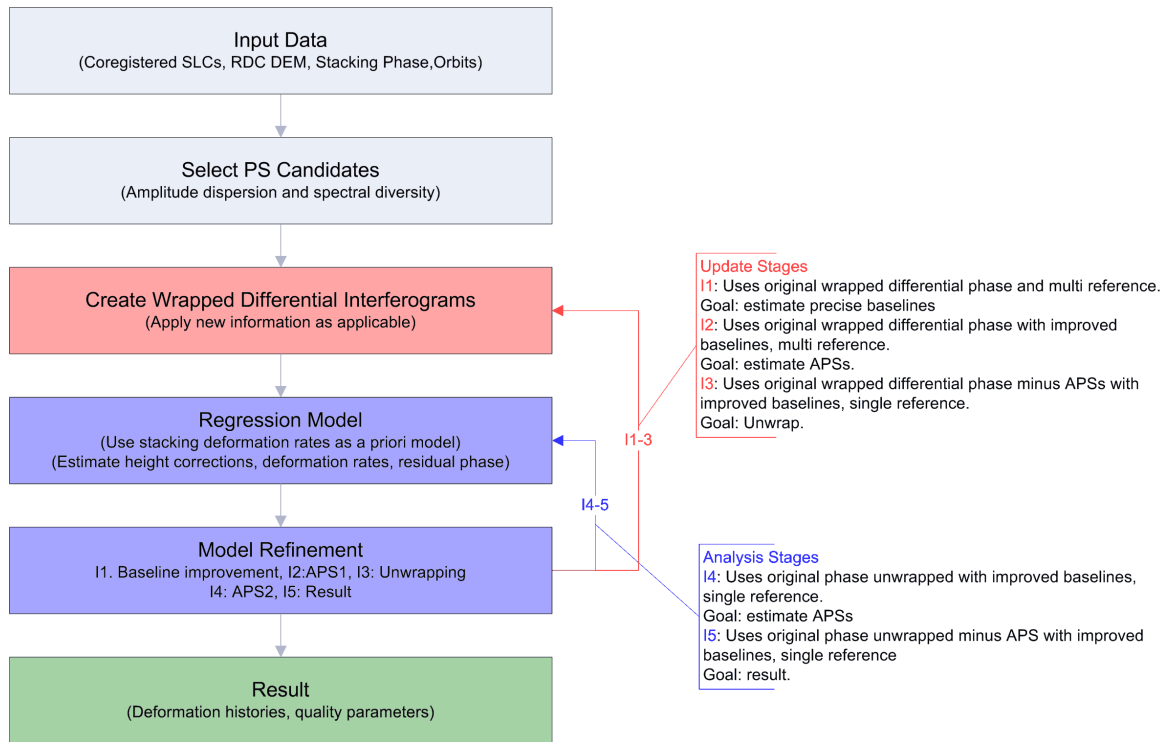 Input Data
(Coregistered SLCs, RDC DEM, Stacking Phase,Orbits)
Select PS Candidates
(Amplitude dispersion and spectral diversity)
Create Wrapped Differential Interferograms
(Apply new information as applicable)
Regression Model
(Use stacking deformation rates as a priori model)
(Estimate height corrections, deformation rates, residual phase)
Model Refinement
I1. Baseline improvement, I2:APS1, I3: Unwrapping
I4: APS2, I5: Result
Result
(Deformation histories, quality parameters)
I1-3
I4-5
Update Stages
I1: Uses original wrapped differential phase and multi reference.
Goal: estimate precise baselines
I2: Uses original wrapped differential phase with improved
baselines, multi reference.
Goal: estimate APSs.
I3: Uses original wrapped differential phase minus APSs with
improved baselines, single reference.
Goal: Unwrap.
Analysis Stages
I4: Uses original phase unwrapped with improved baselines,
single reference.
Goal: estimate APSs
I5: Uses original phase unwrapped minus APS with improved
baselines, single reference
Goal: result.